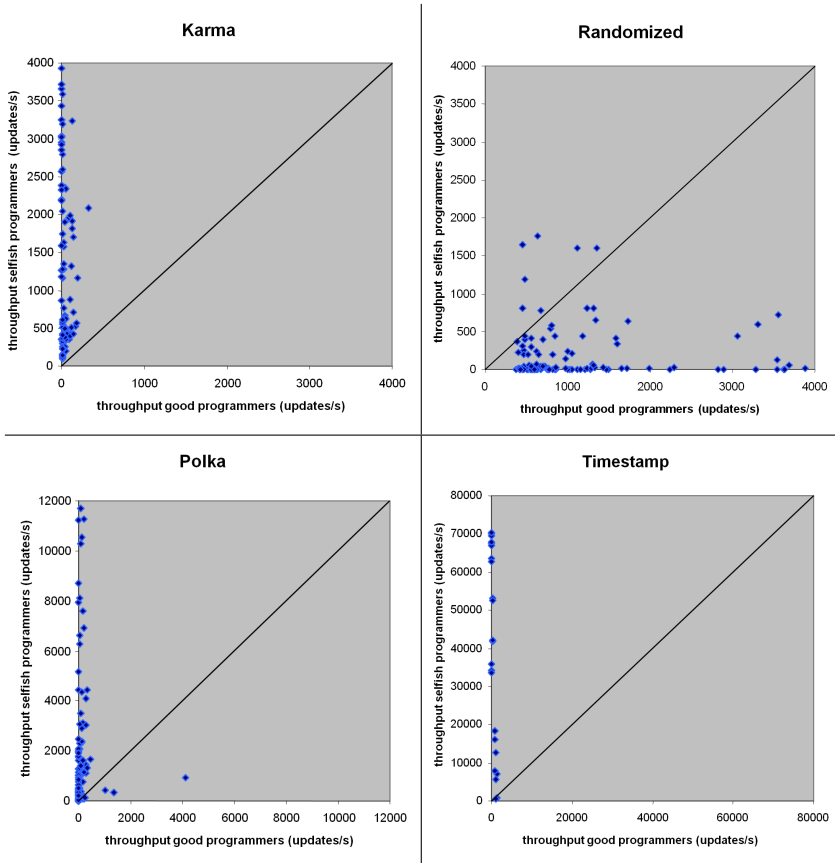 Karma
4000
3500
3000
2500
2000
1500
1000
500
0
throughput selfish programmers (updates/s)
0 1000 2000 3000 4000
throughput good programmers (updates/s)
Randomized
4000
3500
3000
2500
2000
1500
1000
500
0
throughput selfish programmers (updates/s)
0 1000 2000 3000 4000
throughput good programmers (updates/s)
Polka
12000
10000
8000
6000
4000
2000
0
throughput selfish programmers (updates/s)
0 2000 4000 6000 8000 10000 12000
throughput good programmers (updates/s)
Timestamp
80000
70000
60000
50000
40000
30000
20000
10000
0
throughput selfish programmers (updates/s)
0 20000 40000 60000 80000
throughput good programmers (updates/s)